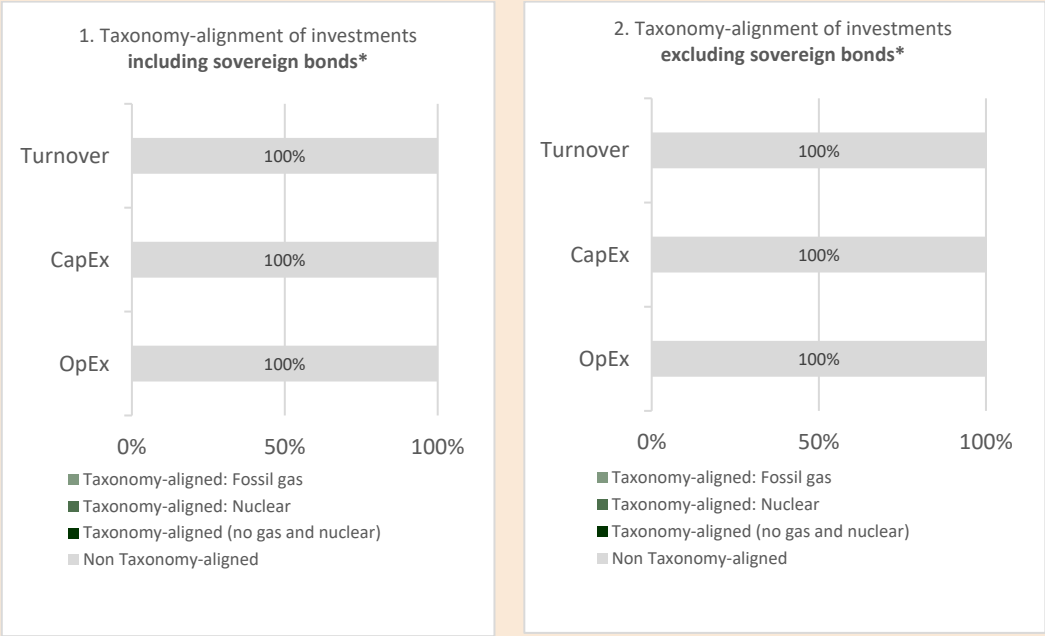 1. Taxonomy-alignment of investments
including sovereign bonds*
Turnover
100%
CapEx
100%
OpEx
100%
0%
50%
100%
Taxonomy-aligned: Fossil gas
Taxonomy-aligned: Nuclear
Taxonomy-aligned (no gas and nuclear)
Non Taxonomy-aligned
2. Taxonomy-alignment of investments
excluding sovereign bonds*
Turnover
100%
CapEx
100%
OpEx
100%
0%
50%
100%
Taxonomy-aligned: Fossil gas
Taxonomy-aligned: Nuclear
Taxonomy-aligned (no gas and nuclear)
Non Taxonomy-aligned